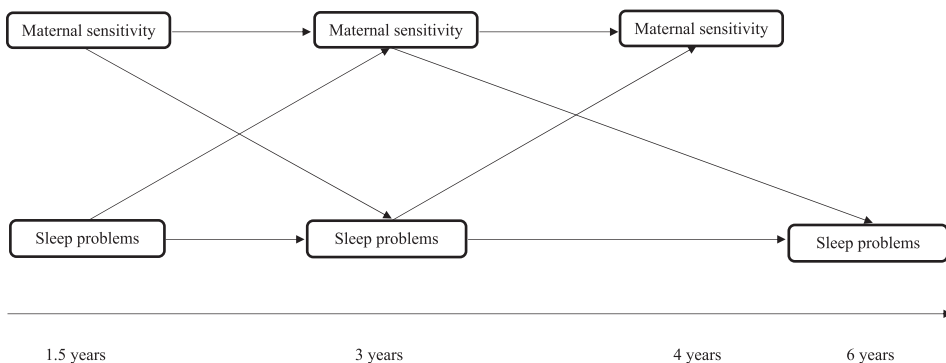 Maternal sensitivity
Maternal sensitivity
Maternal sensitivity
Sleep problems
Sleep problems
Sleep problems
1.5 years
3 years
4 years
6 years